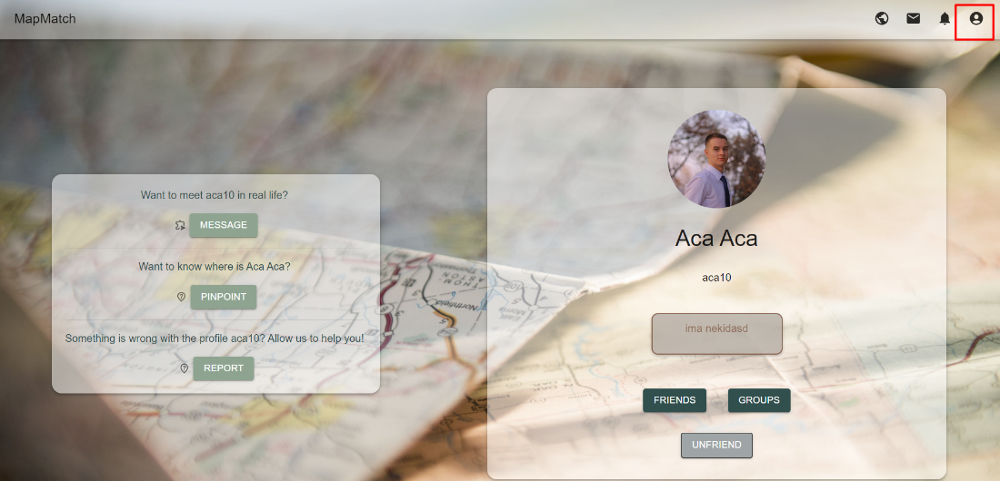 MapMatch
Want to meet aca10 in real life?
MESSAGE
Want to know where is Aca Aca?
PINPOINT
Something is wrong with the profile aca10? Allow us to help you!
REPORT
Aca Aca
aca10
ima nekidasd
FRIENDS GROUPS
UNFRIEND